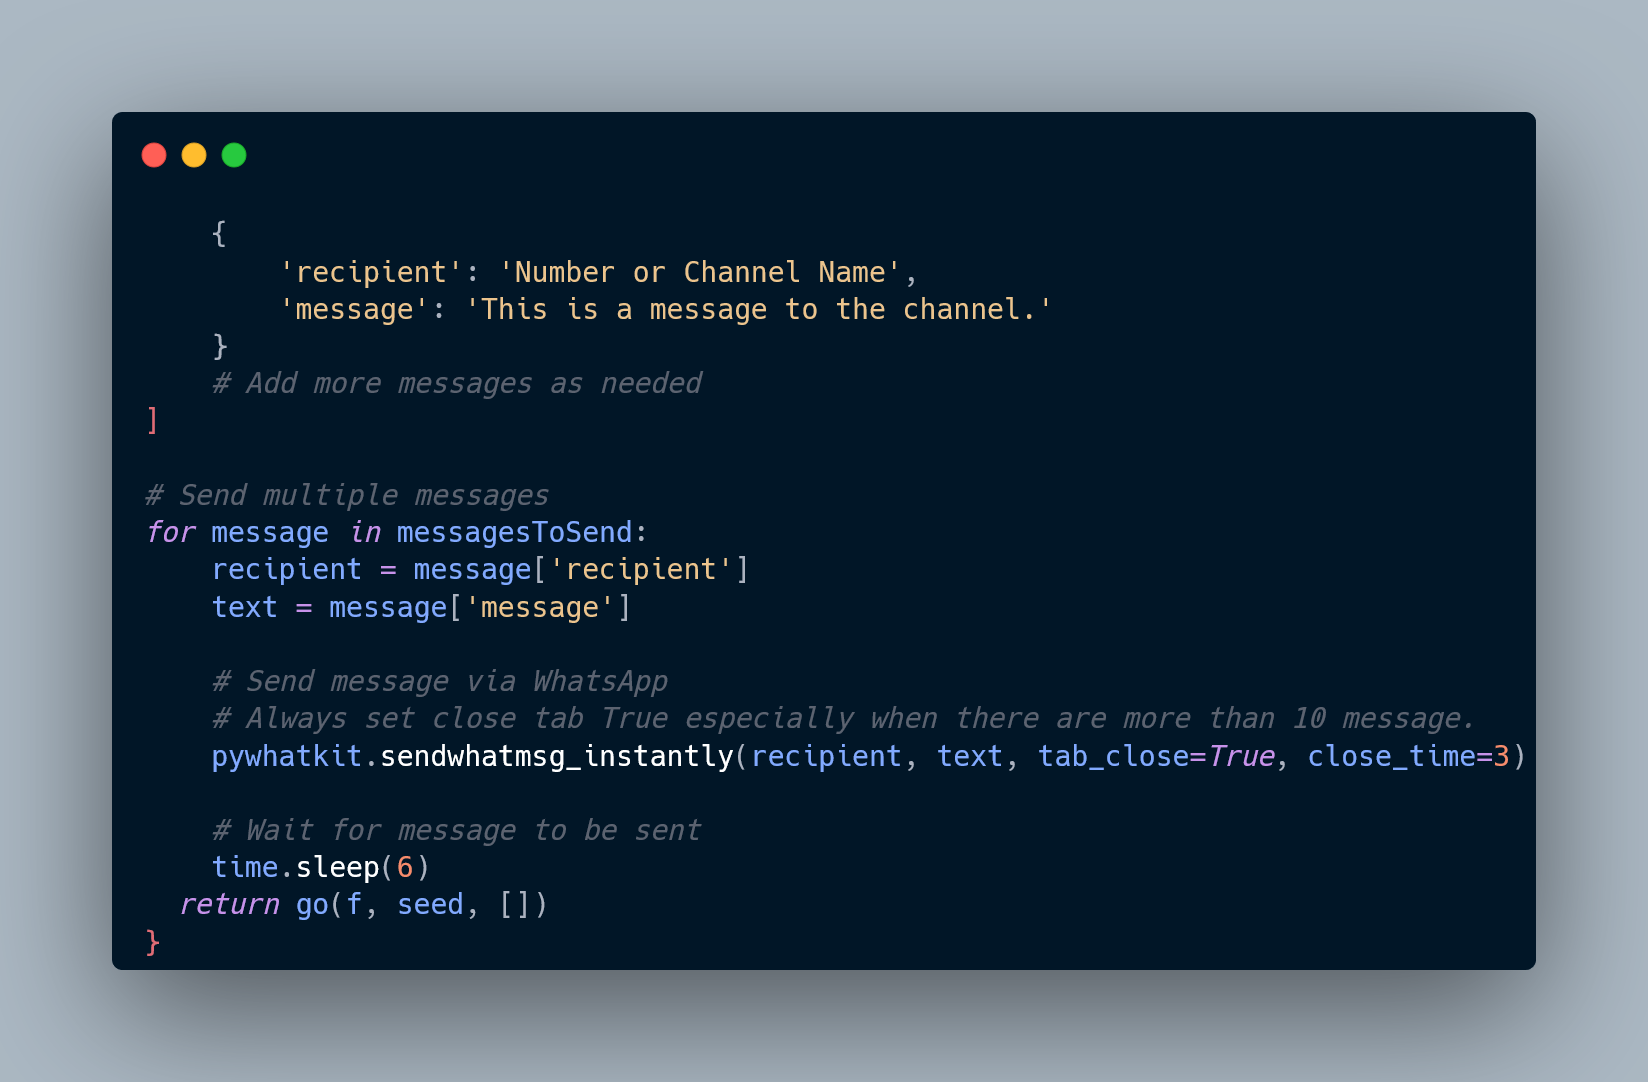 {
        'recipient': 'Number or Channel Name',
        'message': 'This is a message to the channel.'
    }
    # Add more messages as needed
]

# Send multiple messages
for message in messagesToSend:
    recipient = message['recipient']
    text = message['message']

    # Send message via WhatsApp
    # Always set close tab True especially when there are more than 10 message.
    pywhatkit.sendwhatmsg_instantly(recipient, text, tab_close=True, close_time=3)

    # Wait for message to be sent
    time.sleep(6)
  return go(f, seed, [])
}